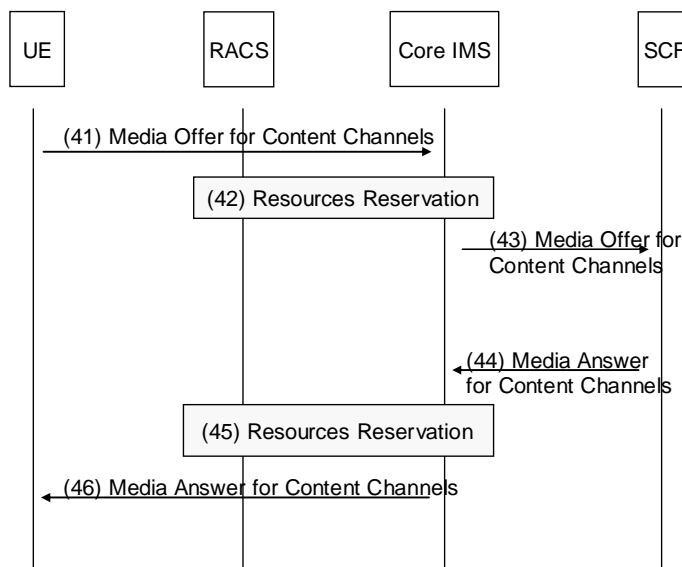 UE
RACS
Core IMS
SCF
(41) Media Offer for Content Channels
(42) Resources Reservation
(43) Media Offer for
Content Channels
(44) Media Answer
for Content Channels
(45) Resources Reservation
(46) Media Answer for Content Channels